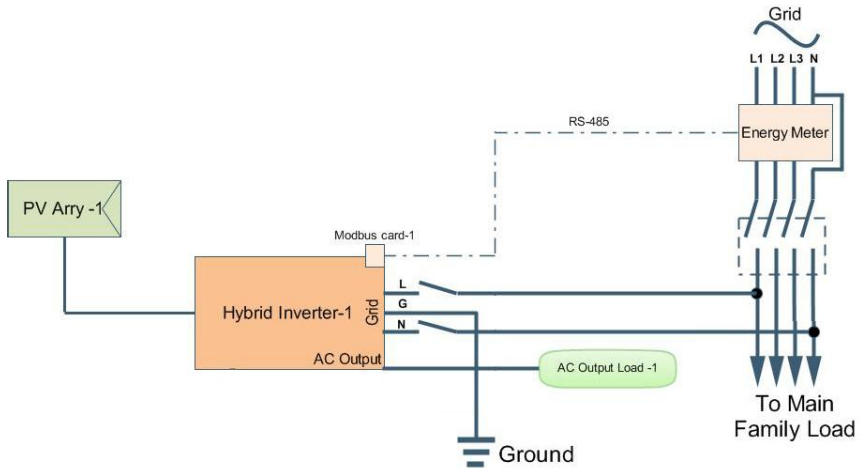 Grid
L1 L2 L3 N
RS-485
Energy Meter
PV Arry -1
Modbus card-1
L
Hybrid Inverter-1
Grid
G
N
AC Output
AC Output Load -1
To Main
Family Load
Ground